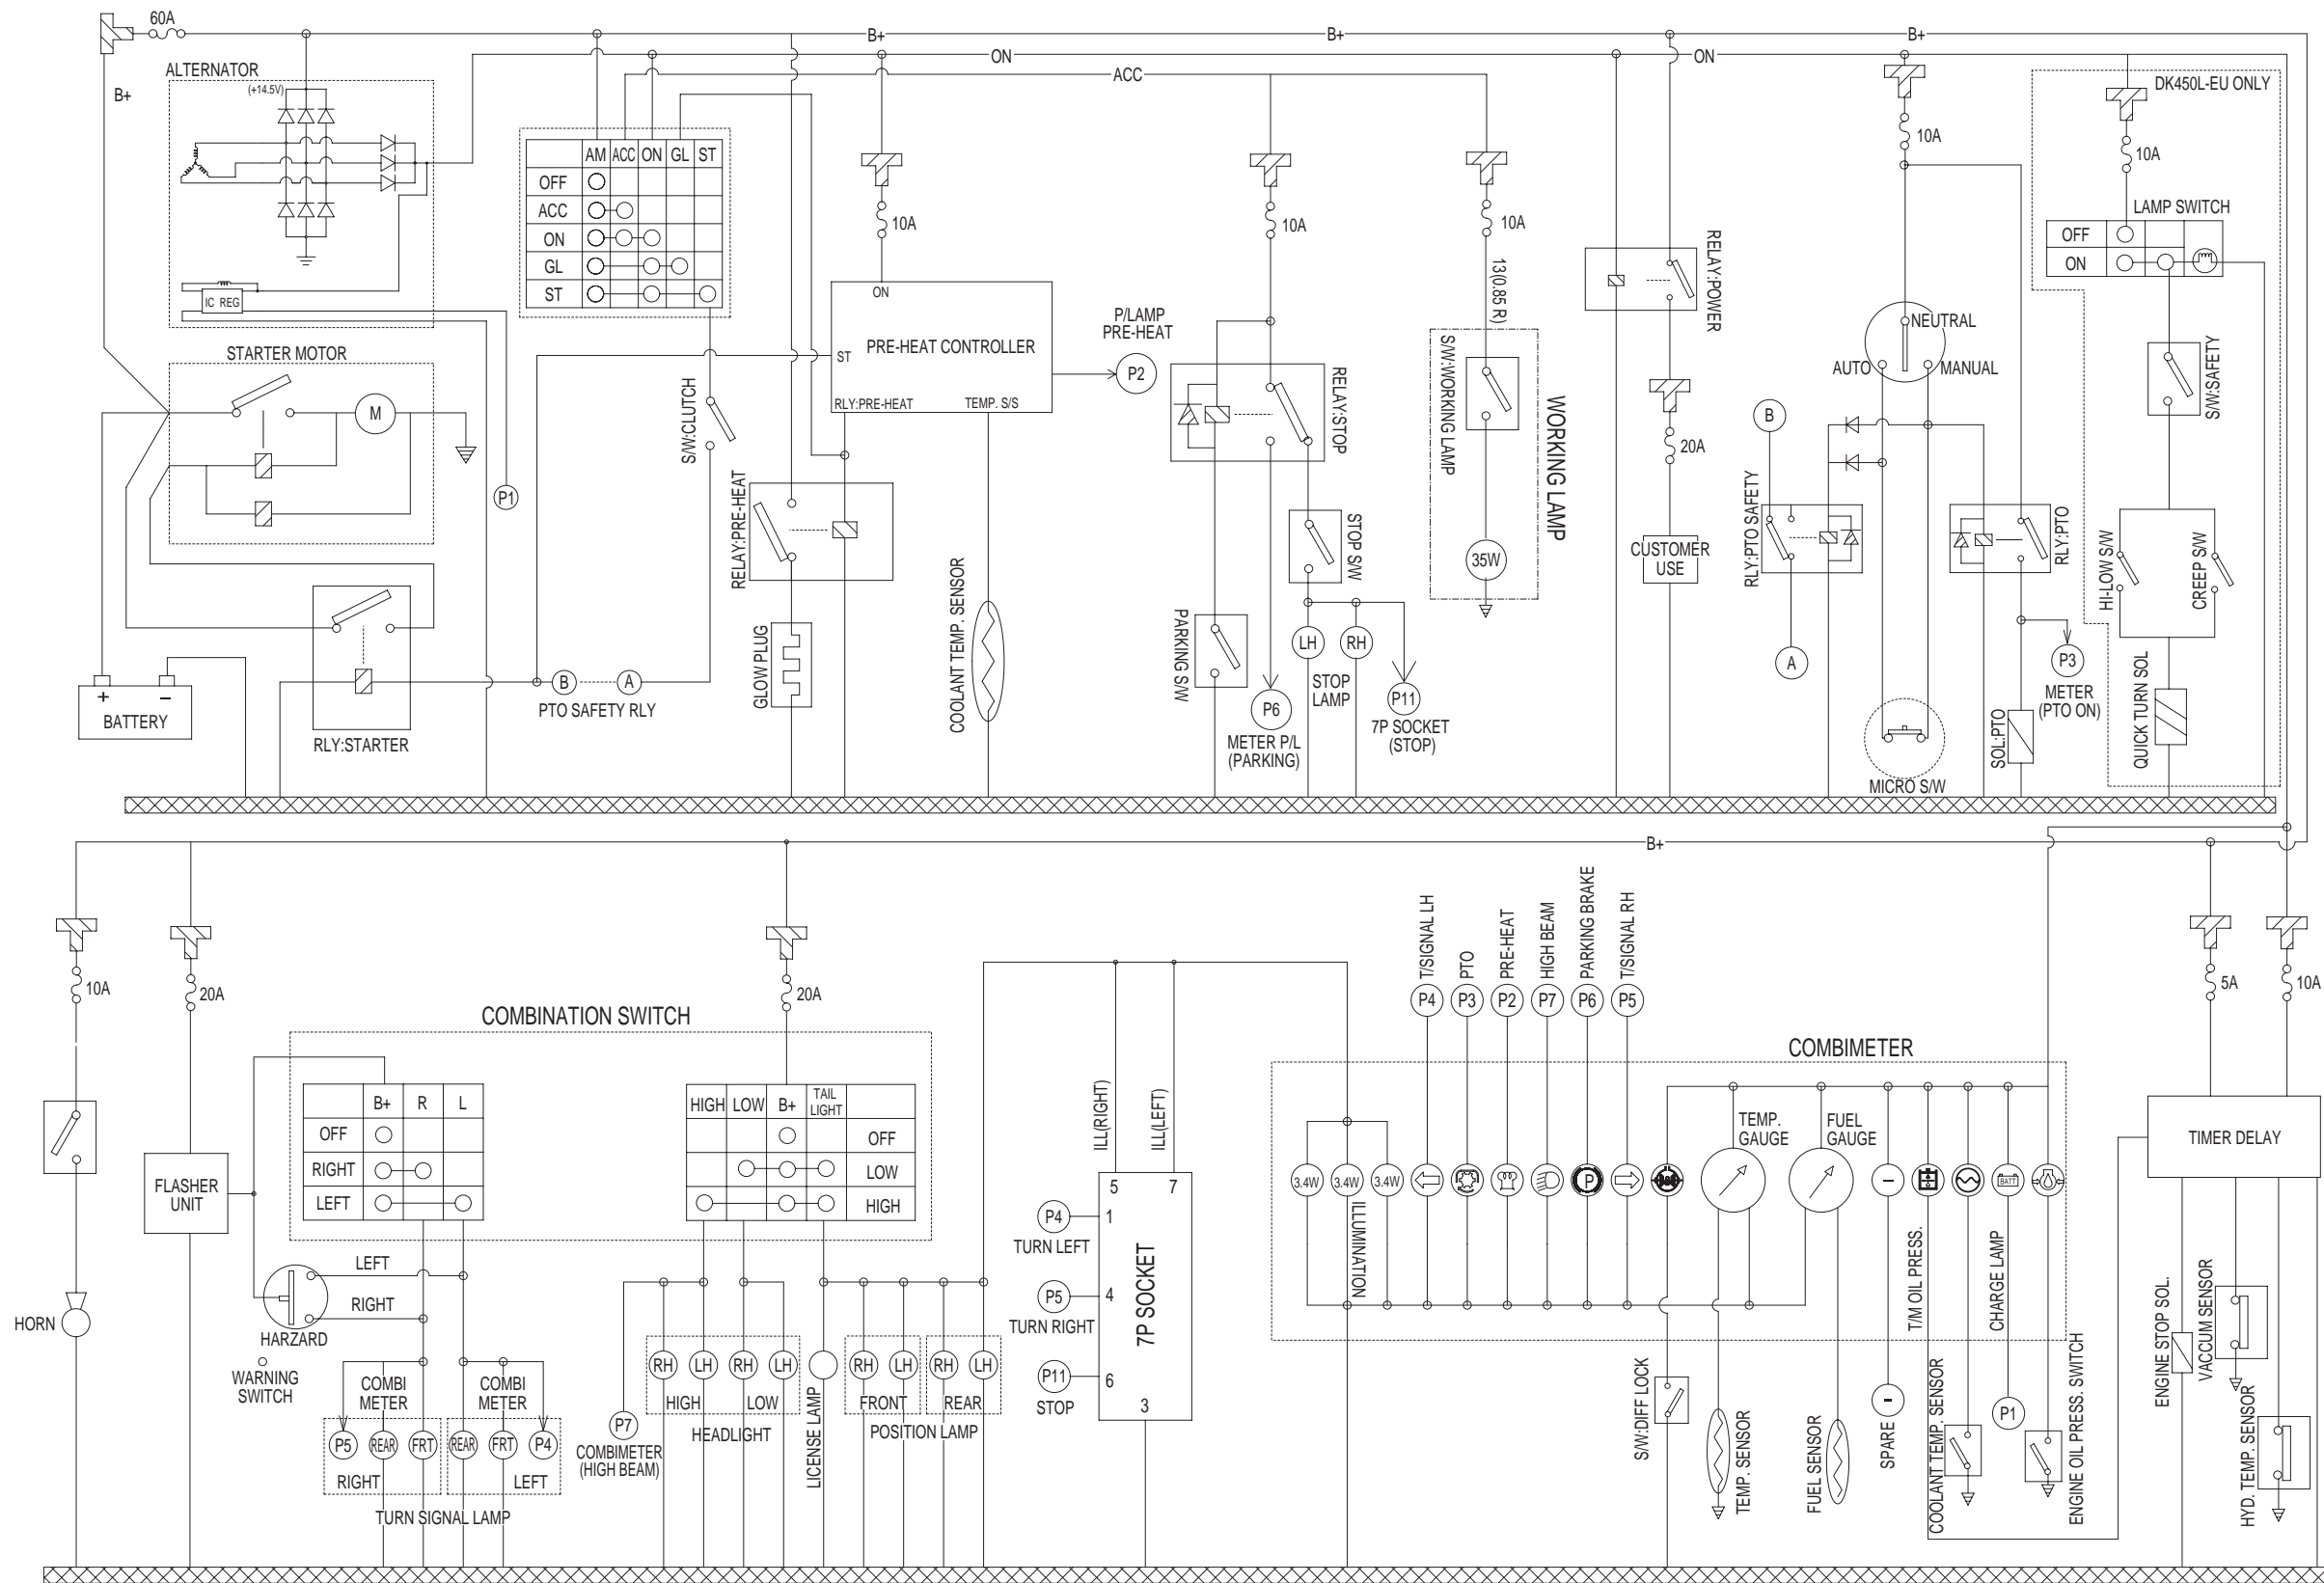 60A
B+
B+
B+
ON
ON
ACC
B+
ALTERNATOR
(+14.5V)
IC REG
STARTER MOTOR
M
P1
AM ACC ON GL ST
OFF
ACC
ON
GL
ST
10A
ON
ST
PRE-HEAT CONTROLLER
RLY:PRE-HEAT
TEMP. S/S
P/LAMP
PRE-HEAT
P2
S/W:CLUTCH
RELAY:PRE-HEAT
GLOW PLUG
COOLANT TEMP. SENSOR
BATTERY
+
−
RLY:STARTER
B
A
PTO SAFETY RLY
10A
RELAY:STOP
PARKING S/W
STOP S/W
P6
METER P/L
(PARKING)
LH
RH
STOP
LAMP
P11
7P SOCKET
(STOP)
10A
13(0.85 R)
S/W:WORKING LAMP
WORKING LAMP
35W
RELAY:POWER
20A
CUSTOMER
USE
10A
NEUTRAL
AUTO
MANUAL
B
RLY:PTO SAFETY
A
RLY:PTO
MICRO S/W
SOL:PTO
P3
METER
(PTO ON)
DK450L-EU ONLY
10A
LAMP SWITCH
OFF
ON
S/W:SAFETY
HI-LOW S/W
CREEP S/W
QUICK TURN SOL
B+
10A
HORN
20A
FLASHER
UNIT
COMBINATION SWITCH
B+ R L
OFF
RIGHT
LEFT
LEFT
RIGHT
HARZARD
WARNING
SWITCH
COMBI
METER
COMBI
METER
P5
REAR
FRT
REAR
FRT
P4
RIGHT
LEFT
TURN SIGNAL LAMP
20A
HIGH LOW B+ TAIL
LIGHT
OFF
LOW
HIGH
P7
COMBIMETER
(HIGH BEAM)
RH
LH
RH
LH
HIGH
LOW
HEADLIGHT
LICENSE LAMP
RH
LH
RH
LH
FRONT
REAR
POSITION LAMP
ILL(RIGHT)
ILL(LEFT)
5
7
P4
1
TURN LEFT
P5
4
TURN RIGHT
P11
6
STOP
3
7P SOCKET
T/SIGNAL LH
PTO
PRE-HEAT
HIGH BEAM
PARKING BRAKE
T/SIGNAL RH
P4
P3
P2
P7
P6
P5
COMBIMETER
3.4W
3.4W
3.4W
ILLUMINATION
P
TEMP.
GAUGE
FUEL
GAUGE
−
BATT
T/M OIL PRESS.
CHARGE LAMP
S/W:DIFF LOCK
TEMP. SENSOR
FUEL SENSOR
−
SPARE
COOLANT TEMP. SENSOR
P1
ENGINE OIL PRESS. SWITCH
5A
10A
TIMER DELAY
ENGINE STOP SOL.
VACCUM SENSOR
HYD. TEMP. SENSOR